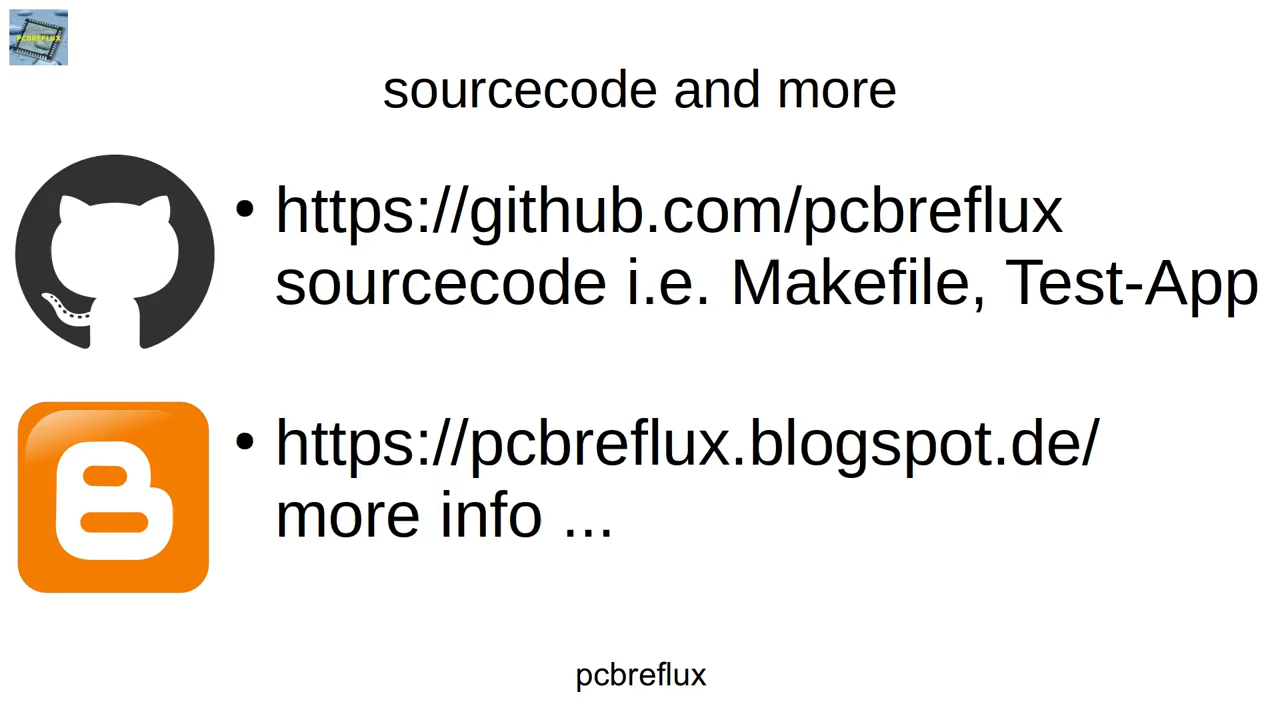 PCBREFLUX
sourcecode and more
• https://github.com/pcbreflux
sourcecode i.e. Makefile, Test-App
• https://pcbreflux.blogspot.de/
more info ...
pcbreflux